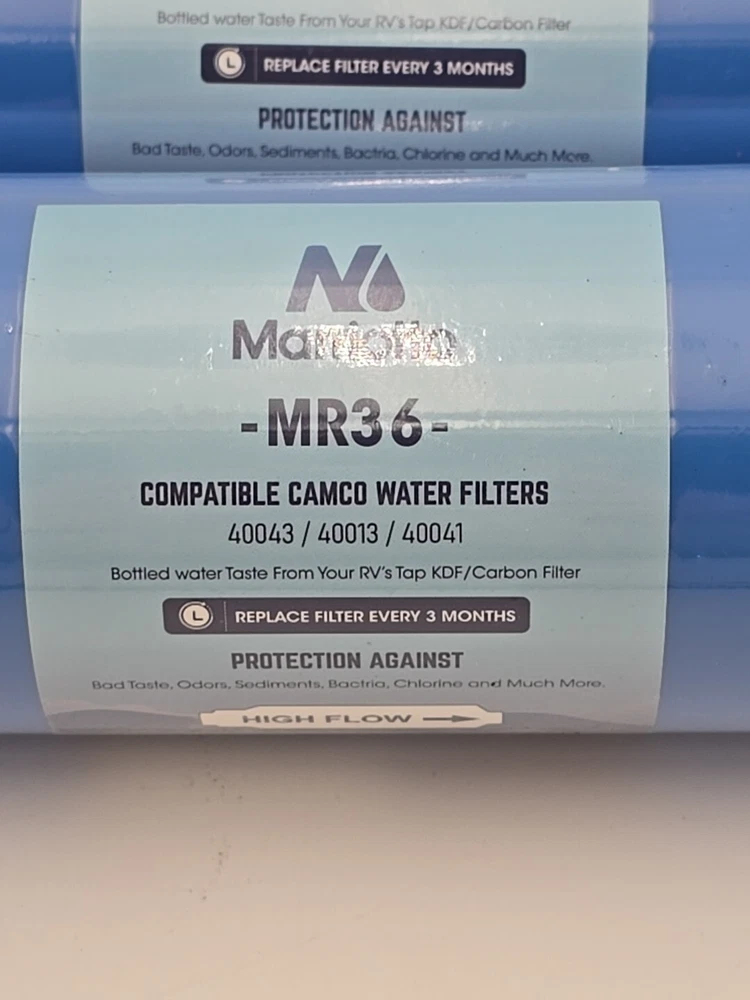 Bottled water Taste From Your RV's Tap KDF/Carbon Filter
REPLACE FILTER EVERY 3 MONTHS
PROTECTION AGAINST
Bad Taste, Odors, Sediments, Bactria, Chlorine and Much More.
-MR36-
COMPATIBLE CAMCO WATER FILTERS
40043 / 40013 / 40041
Bottled water Taste From Your RV's Tap KDF/Carbon Filter
REPLACE FILTER EVERY 3 MONTHS
PROTECTION AGAINST
Bad Taste, Odors, Sediments, Bactria, Chlorine and Much More.
HIGH FLOW